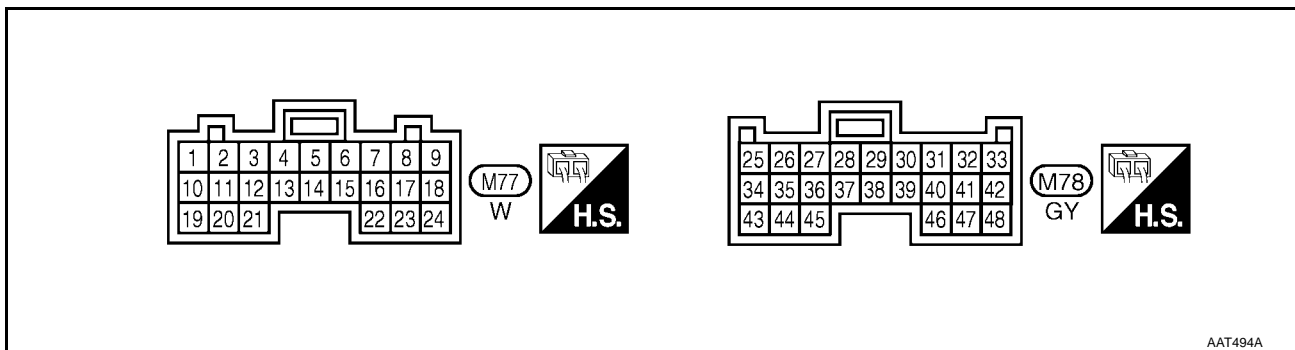 1 2 3 4 5 6 7 8 9
10 11 12 13 14 15 16 17 18
19 20 21 22 23 24
M77
W
H.S.
25 26 27 28 29 30 31 32 33
34 35 36 37 38 39 40 41 42
43 44 45 46 47 48
M78
GY
H.S.
AAT494A